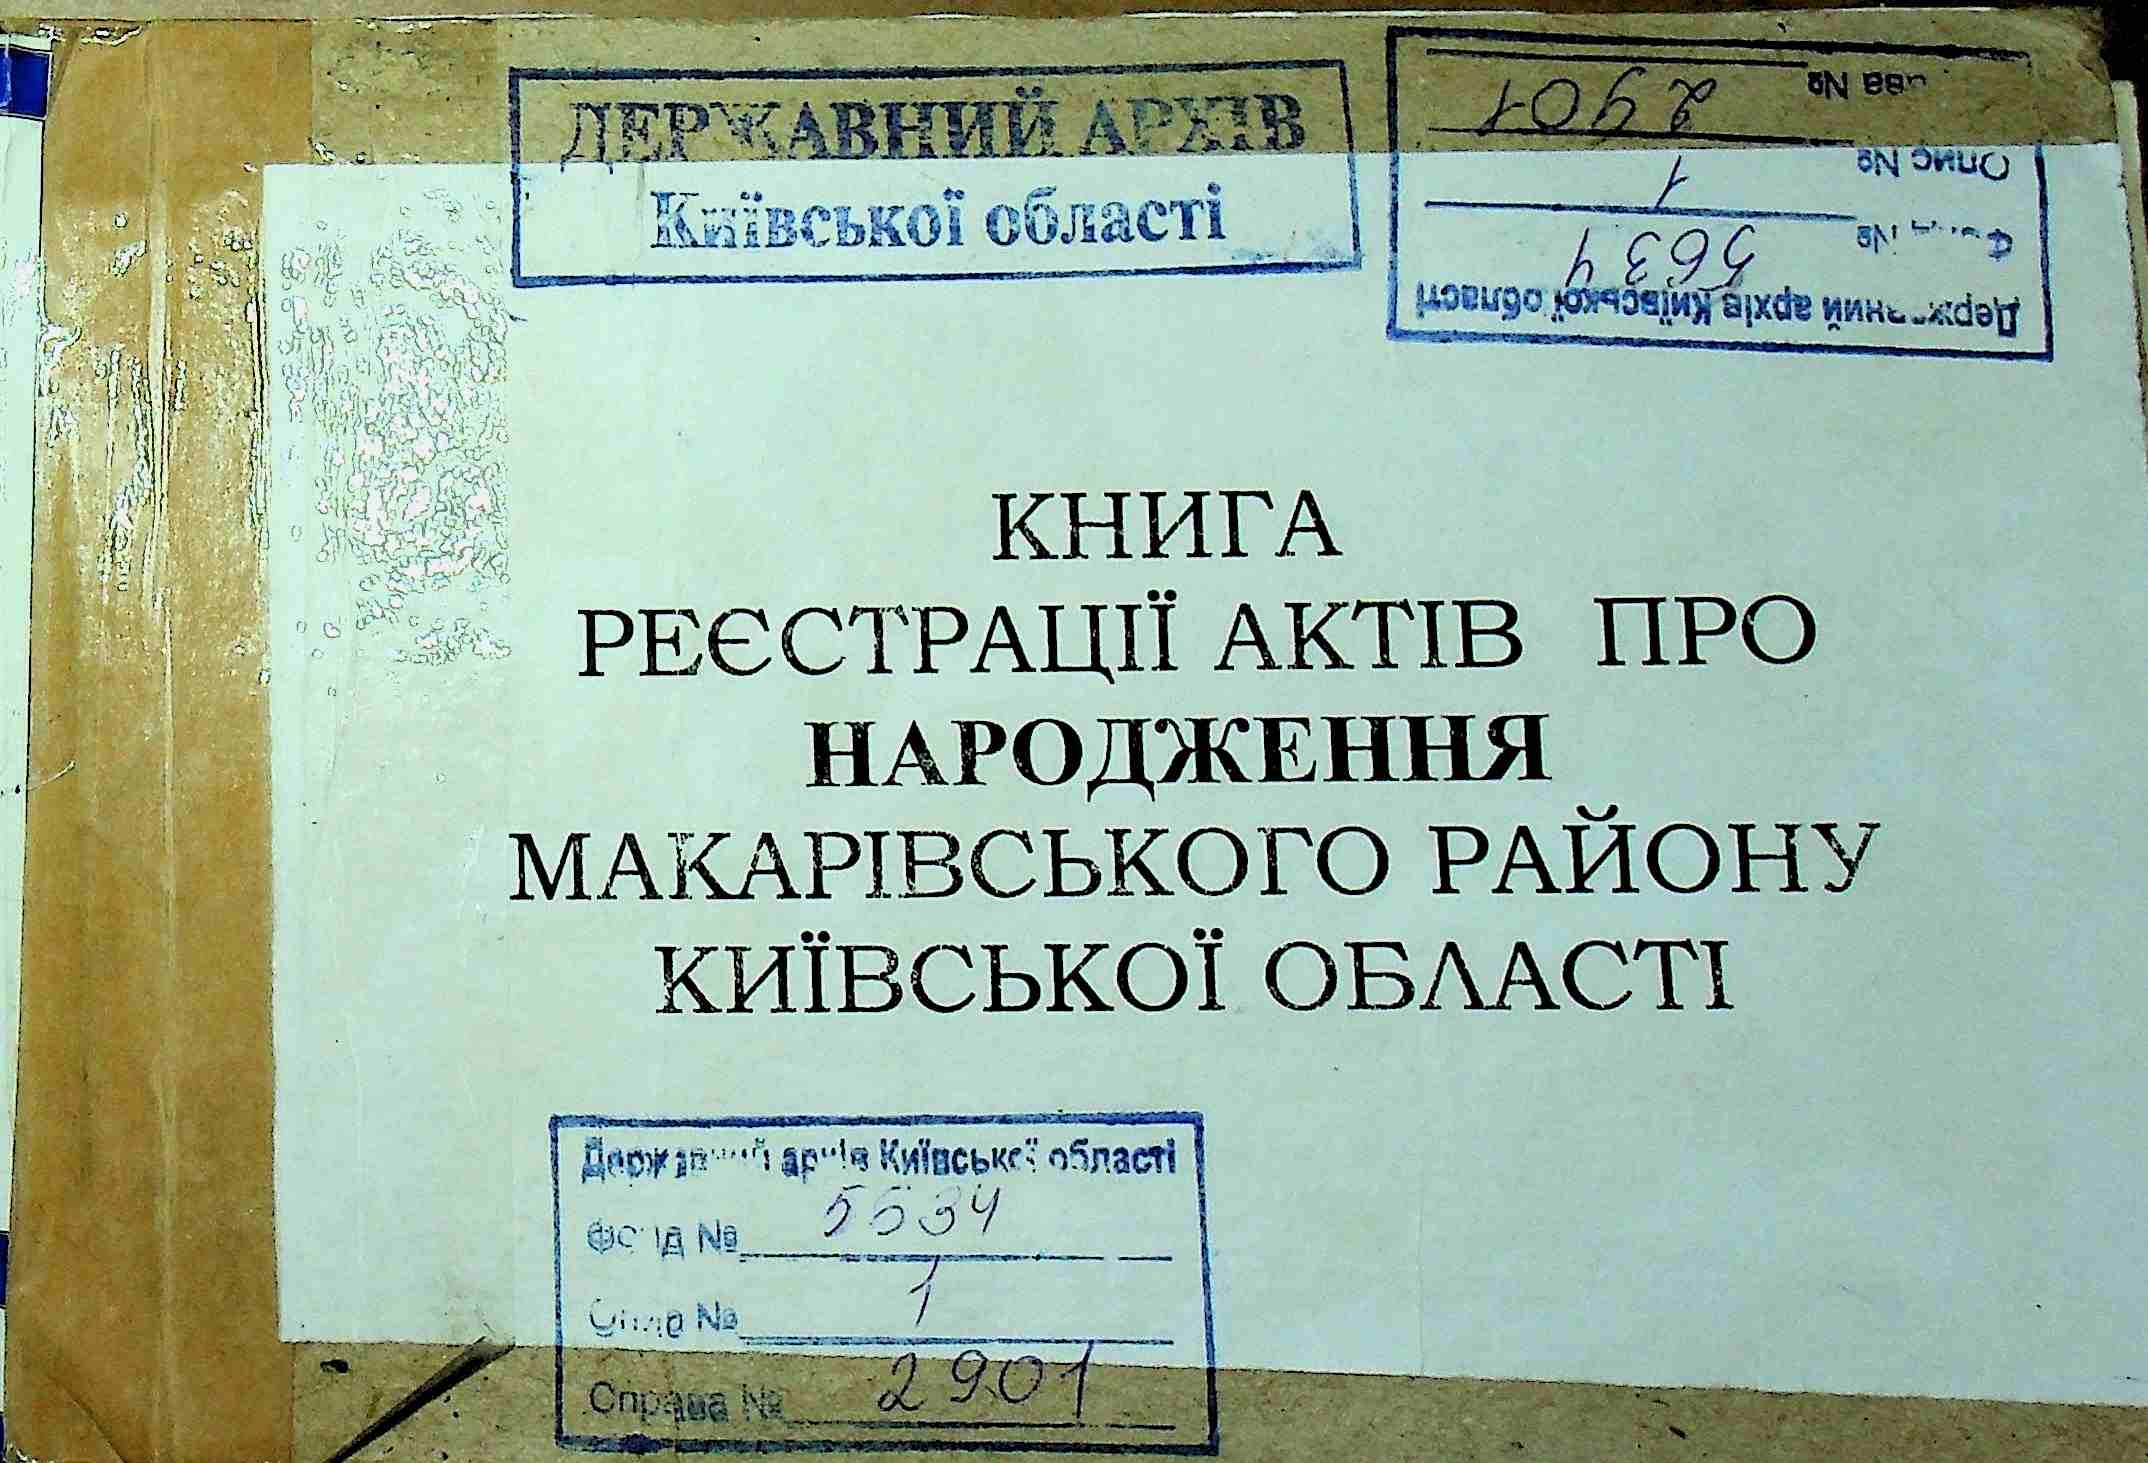 ДЕРЖАВНИЙ АРХІВ
Київської області
Державний архів Київської області
Фонд № 5634
Опис № 1
Справа № 2901
КНИГА
РЕЄСТРАЦІЇ АКТІВ ПРО
НАРОДЖЕННЯ
МАКАРІВСЬКОГО РАЙОНУ
КИЇВСЬКОЇ ОБЛАСТІ
Державний архів Київської області
Фонд № 5634
Опис № 1
Справа № 2901